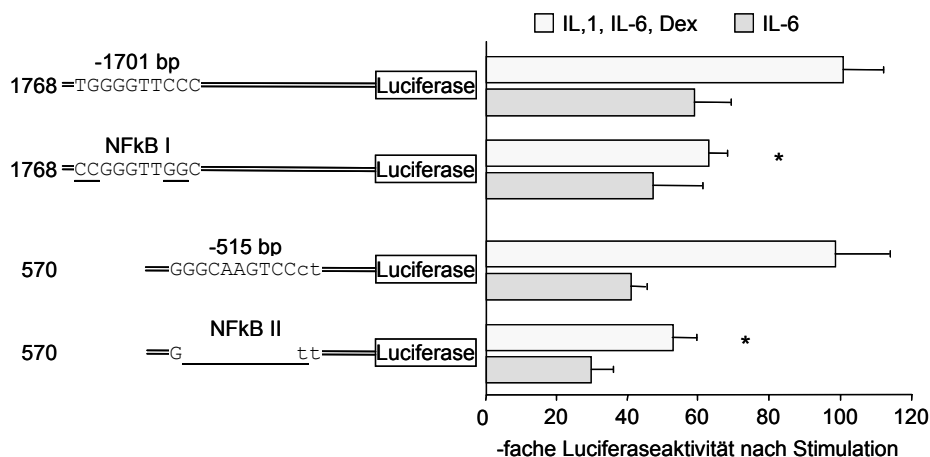 IL,1, IL-6, Dex IL-6
-1701 bp
1768 =TGGGGTTCCC Luciferase
NFkB I
1768 =CCGGGTTGGC Luciferase *
-515 bp
570 GGGCAAGTCCct Luciferase
NFkB II
570 G tt Luciferase *
0 20 40 60 80 100 120
-fache Luciferaseaktivität nach Stimulation